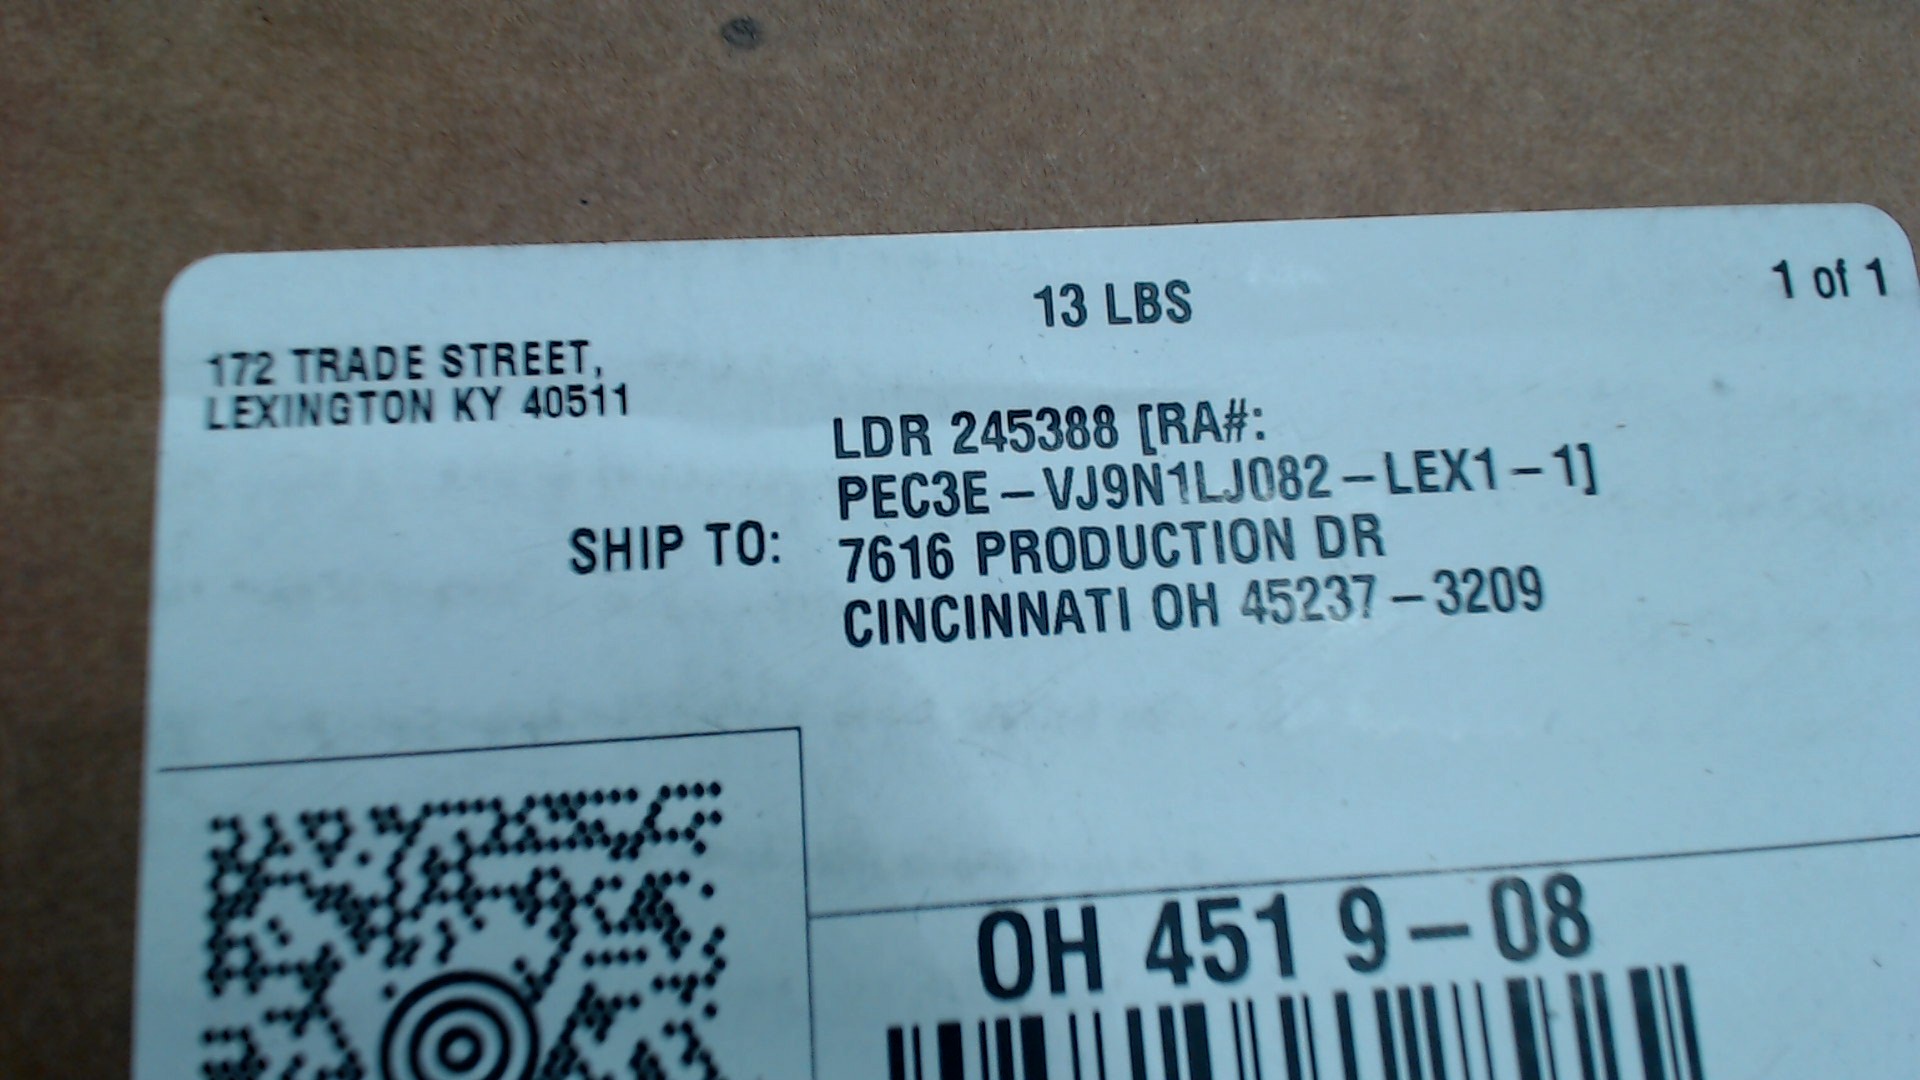 13 LBS
1 of 1
172 TRADE STREET,
LEXINGTON KY 40511
LDR 245388 [RA#:
PEC3E-VJ9N1LJ082-LEX1-1]
SHIP TO:
7616 PRODUCTION DR
CINCINNATI OH 45237-3209
OH 451 9-08